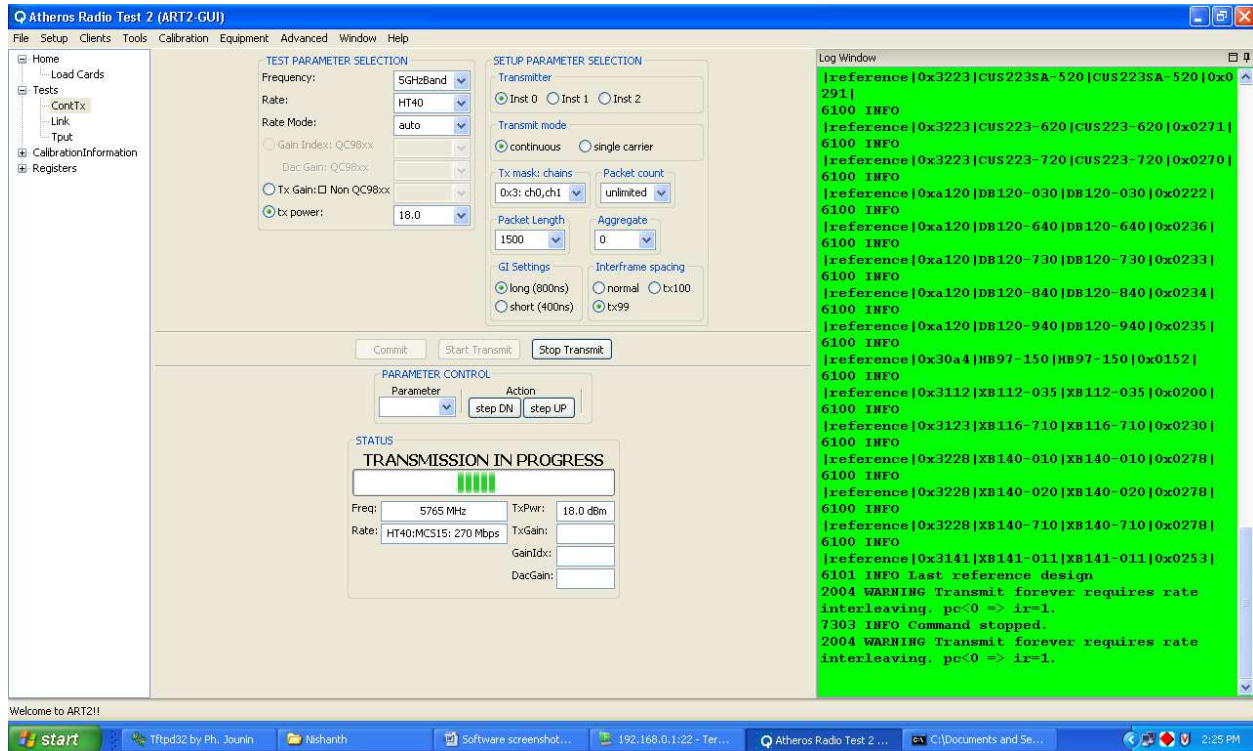 Atheros Radio Test 2 (ART2-GUI)
File Setup Clients Tools Calibration Equipment Advanced Window Help
Home
Load Cards
Tests
ContTx
Link
Tput
CalibrationInformation
Registers
TEST PARAMETER SELECTION
Frequency: 5GHzBand
Rate: HT40
Rate Mode: auto
Gain Index: QC98xx
Dac Gain: QC98xx
Tx Gain: Non QC98xx
tx power: 18.0
SETUP PARAMETER SELECTION
Transmitter
Inst 0 Inst 1 Inst 2
Transmit mode
continuous single carrier
Tx mask: chains Packet count
0x3: ch0,ch1 unlimited
Packet Length Aggregate
1500 0
GI Settings Interframe spacing
long (800ns) normal tx100
short (400ns) tx99
Commit Start Transmit Stop Transmit
PARAMETER CONTROL
Parameter Action
step DN step UP
STATUS
TRANSMISSION IN PROGRESS
Freq: 5765 MHz TxPwr: 18.0 dBm
Rate: HT40:MCS15: 270 Mbps TxGain:
GainIdx:
DacGain:
Log Window
|reference|0x3223|CUS223SA-520|CUS223SA-520|0x0
291|
6100 INFO
|reference|0x3223|CUS223-620|CUS223-620|0x0271|
6100 INFO
|reference|0x3223|CUS223-720|CUS223-720|0x0270|
6100 INFO
|reference|0xa120|DB120-030|DB120-030|0x0222|
6100 INFO
|reference|0xa120|DB120-640|DB120-640|0x0236|
6100 INFO
|reference|0xa120|DB120-730|DB120-730|0x0233|
6100 INFO
|reference|0xa120|DB120-840|DB120-840|0x0234|
6100 INFO
|reference|0xa120|DB120-940|DB120-940|0x0235|
6100 INFO
|reference|0x30a4|HB97-150|HB97-150|0x0152|
6100 INFO
|reference|0x3112|XB112-035|XB112-035|0x0200|
6100 INFO
|reference|0x3123|XB116-710|XB116-710|0x0230|
6100 INFO
|reference|0x3228|XB140-010|XB140-010|0x0278|
6100 INFO
|reference|0x3228|XB140-020|XB140-020|0x0278|
6100 INFO
|reference|0x3228|XB140-710|XB140-710|0x0278|
6100 INFO
|reference|0x3141|XB141-011|XB141-011|0x0253|
6101 INFO Last reference design
2004 WARNING Transmit forever requires rate
interleaving. pc<0 => ir=1.
7303 INFO Command stopped.
2004 WARNING Transmit forever requires rate
interleaving. pc<0 => ir=1.
Welcome to ART2!!
start Tftpd32 by Ph. Jounin Nishanth Software screenshot... 192.168.0.1:22 - Ter... Atheros Radio Test 2 ... C:\Documents and Se... 2:25 PM